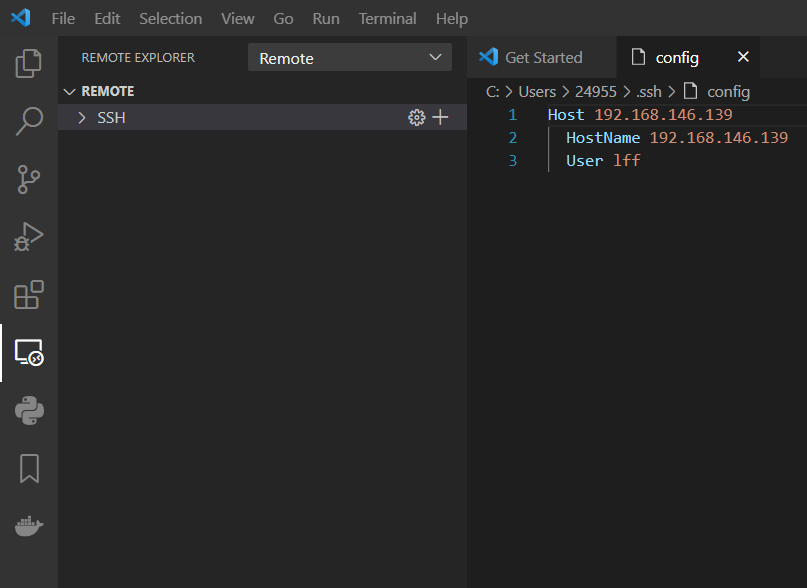 File Edit Selection View Go Run Terminal Help
REMOTE EXPLORER
Remote
REMOTE
SSH
Get Started
config
C: > Users > 24955 > .ssh > config
1 Host 192.168.146.139
2 HostName 192.168.146.139
3 User lff